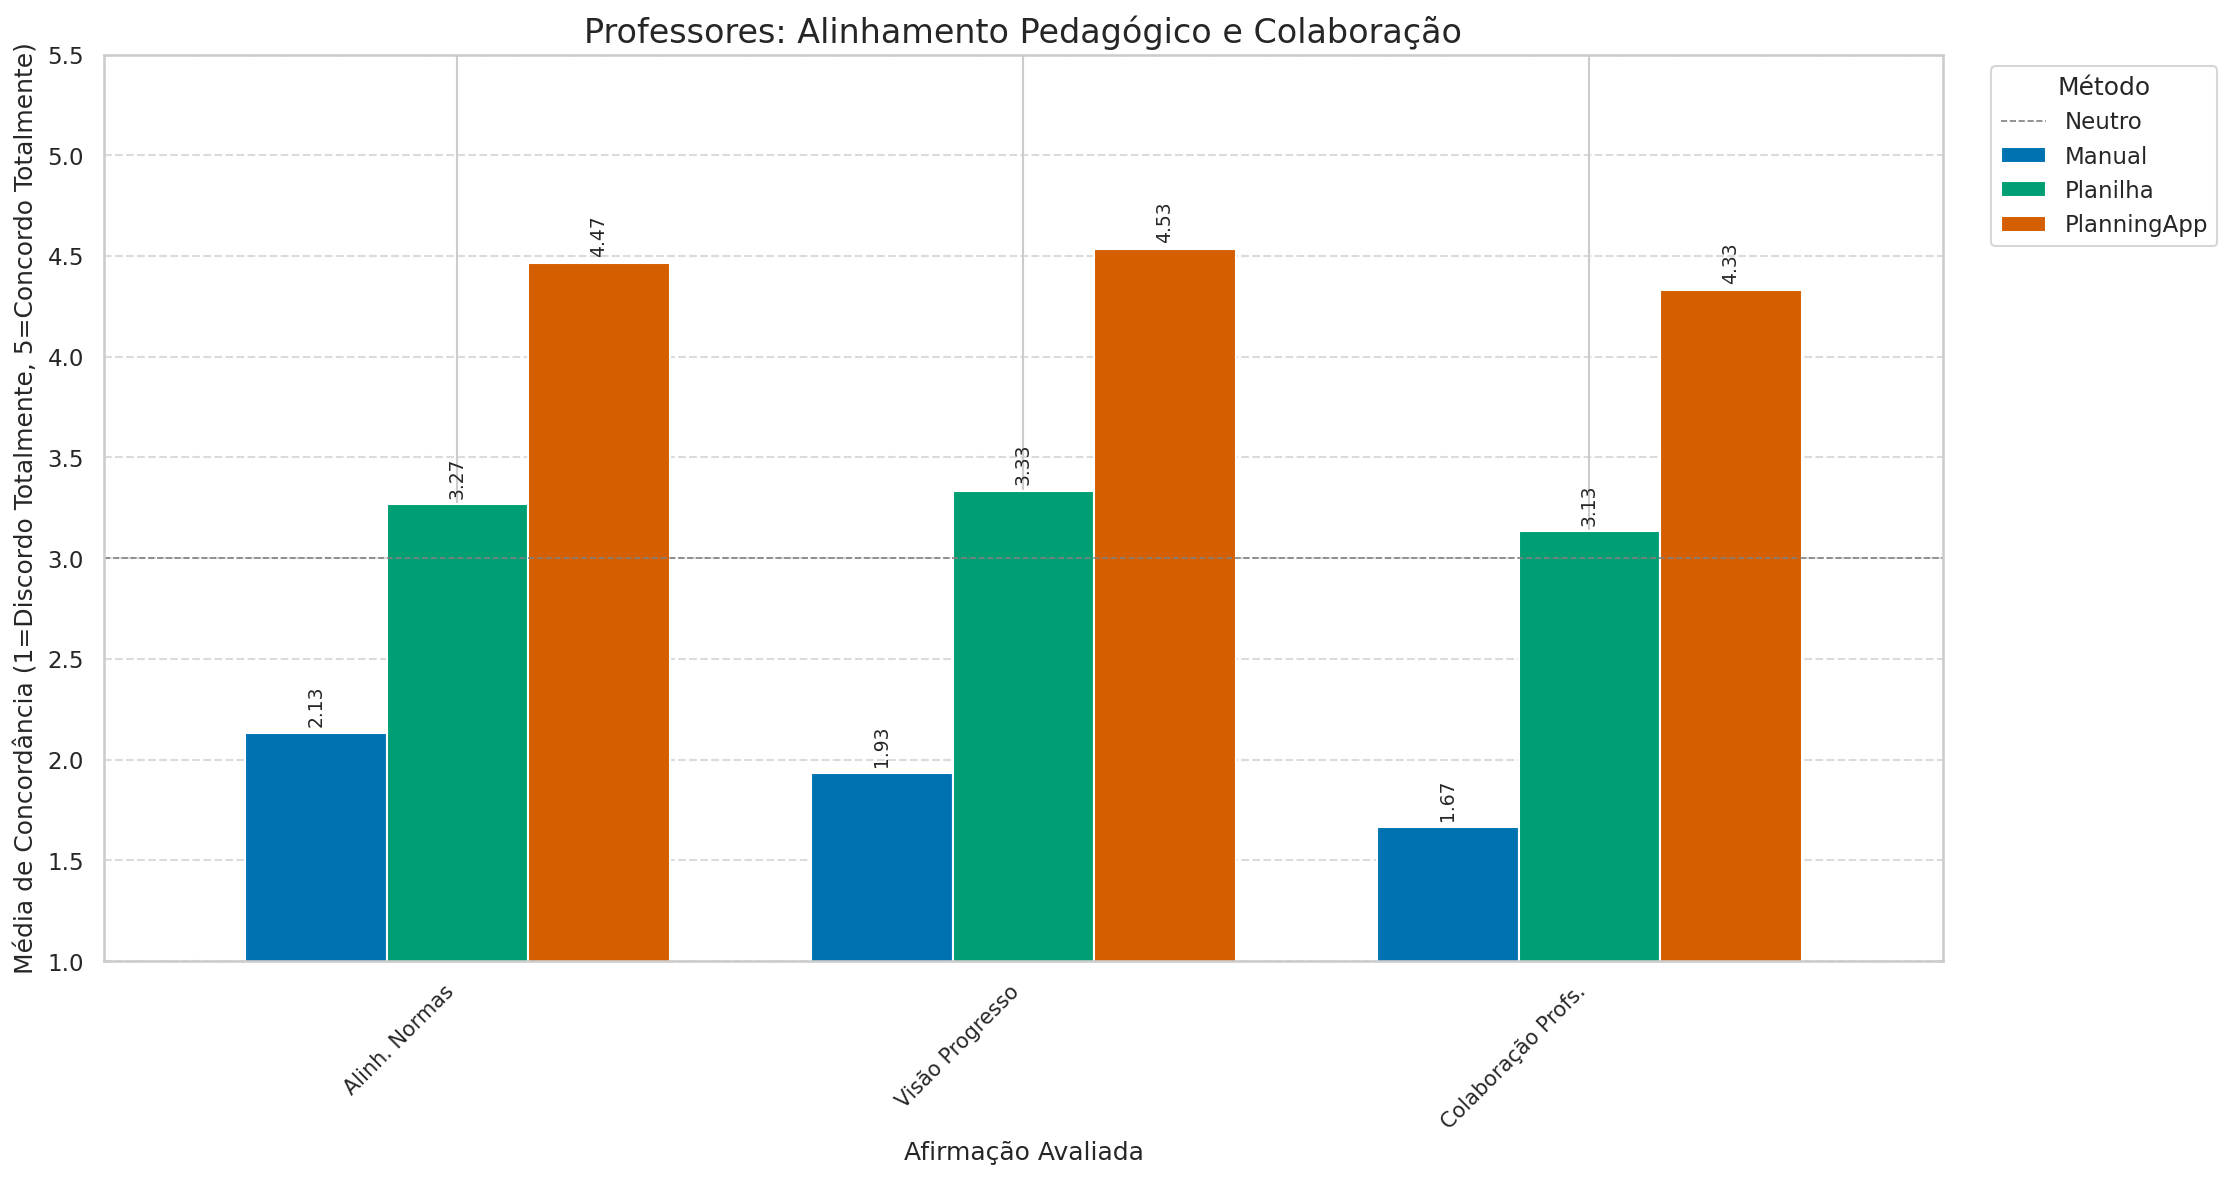 Professores: Alinhamento Pedagógico e Colaboração
Média de Concordância (1=Discordo Totalmente, 5=Concordo Totalmente)
5.5
5.0
4.5
4.0
3.5
3.0
2.5
2.0
1.5
1.0
2.13
3.27
4.47
1.93
3.33
4.53
1.67
3.13
4.33
Alinh. Normas
Visão Progresso
Colaboração Profs.
Afirmação Avaliada
Método
Neutro
Manual
Planilha
PlanningApp